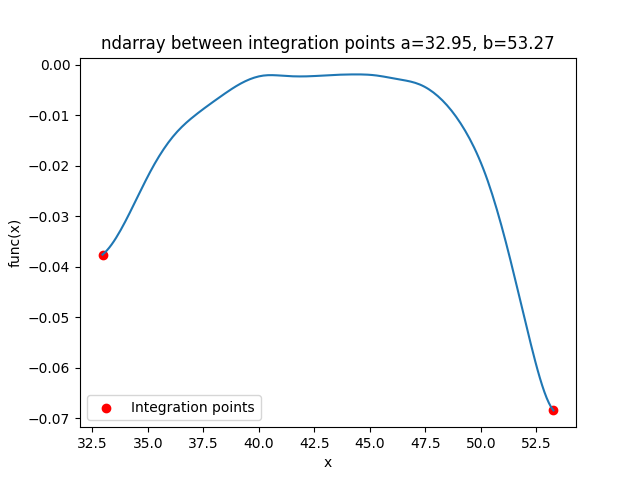 ndarray between integration points a=32.95, b=53.27
0.00
−0.01
−0.02
−0.03
−0.04
−0.05
−0.06
−0.07
func(x)
Integration points
32.5 35.0 37.5 40.0 42.5 45.0 47.5 50.0 52.5
x